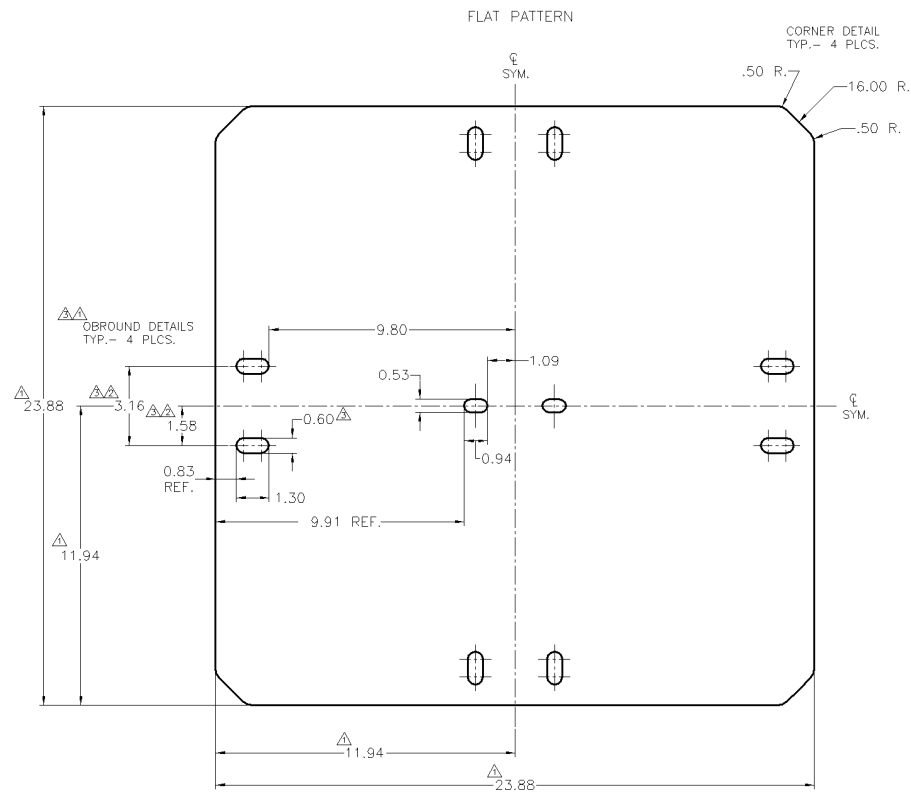 FLAT PATTERN
CORNER DETAIL
TYP.– 4 PLCS.
℄
SYM.
.50 R.
16.00 R.
.50 R.
3 1
OBROUND DETAILS
TYP.– 4 PLCS.
9.80
1.09
0.53
1
23.88
3 2
3.16
3 2
1.58
0.60 3
℄
SYM.
0.94
0.83
REF.
1.30
9.91 REF.
1
11.94
1
11.94
1
23.88